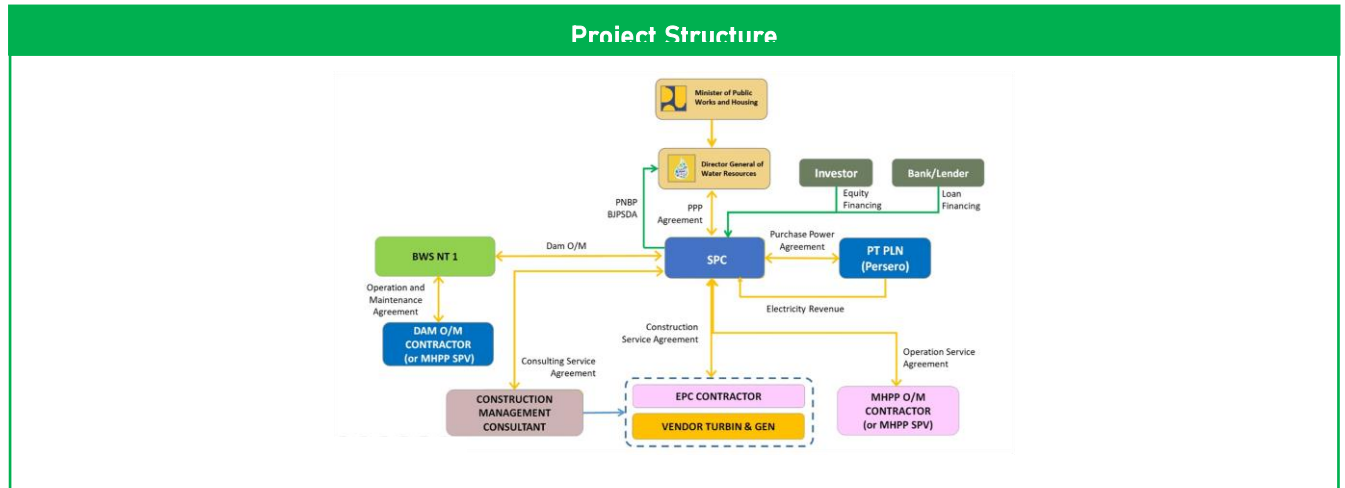 Project Structure
Minister of Public
Works and Housing
Director General of
Water Resources
Investor
Bank/Lender
Equity
Financing
Loan
Financing
PNBP
BJPSDA
PPP
Agreement
Purchase Power
Agreement
Dam O/M
BWS NT 1
SPC
PT PLN
(Persero)
Operation and
Maintenance
Agreement
Electricity Revenue
DAM O/M
CONTRACTOR
(or MHPP SPV)
Construction
Service Agreement
Consulting Service
Agreement
Operation Service
Agreement
CONSTRUCTION
MANAGEMENT
CONSULTANT
EPC CONTRACTOR
VENDOR TURBIN & GEN
MHPP O/M
CONTRACTOR
(or MHPP SPV)